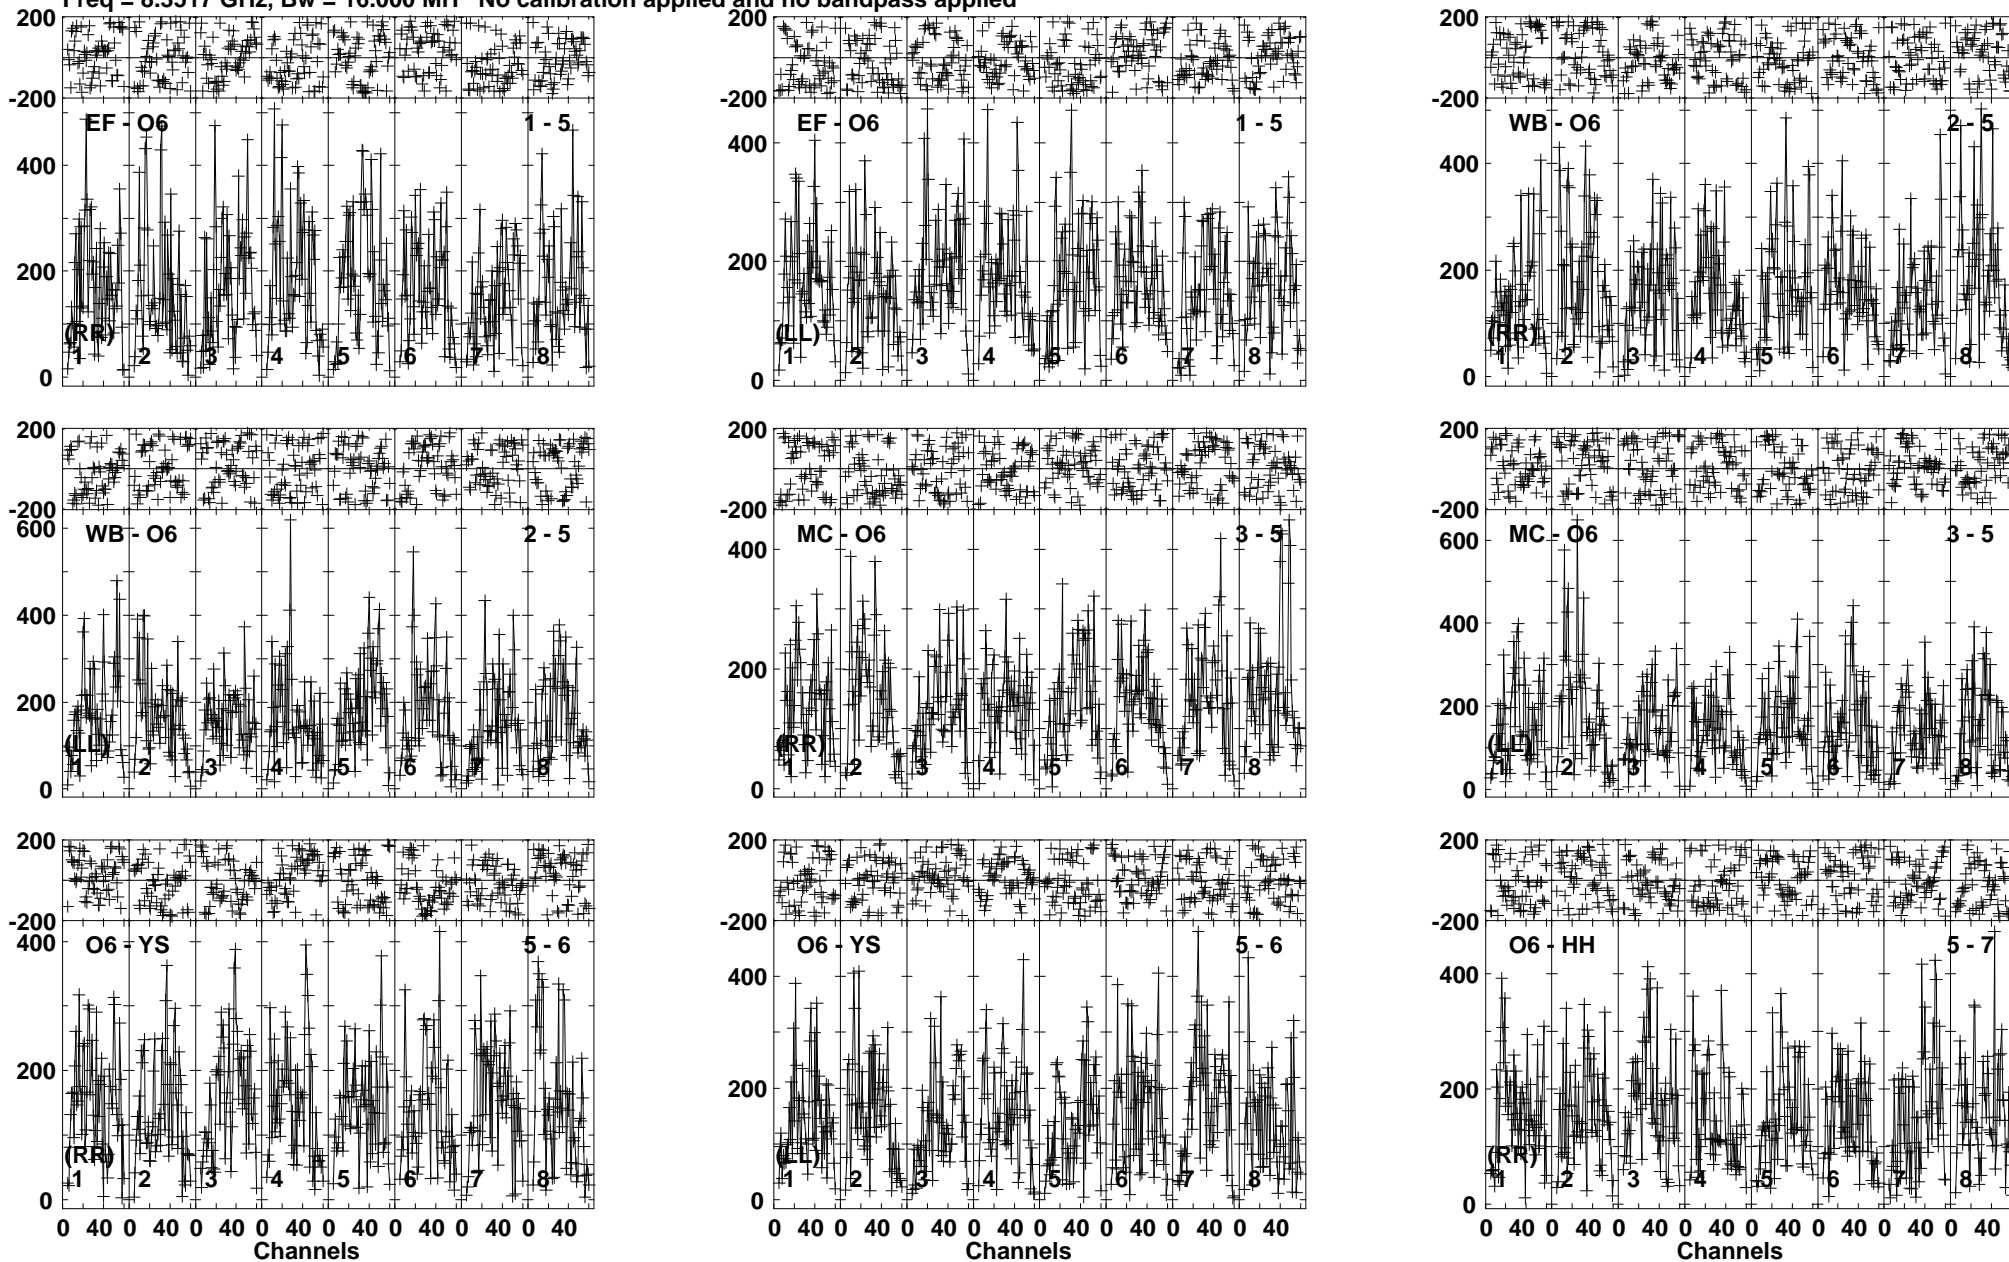 Freq = 8.3517 GHz, Bw = 16.000 MH No calibration applied and no bandpass applied
200 200 200
-200 -200 -200
EF - O6 1 - 5 EF - O6 1 - 5 WB - O6 2 - 5
400 400 400
200 200 200
(RR) (LL) (RR)
1 2 3 4 5 6 7 8 1 2 3 4 5 6 7 8 1 2 3 4 5 6 7 8
0 0 0
200 200 200
-200 -200 -200
WB - O6 2 - 5 MC - O6 3 - 5 MC - O6 3 - 5
600 400 600
400 200 400
200 200
(LL) (RR) (LL)
1 2 3 4 5 6 7 8 1 2 3 4 5 6 7 8 1 2 3 4 5 6 7 8
0 0 0
200 200 200
-200 -200 -200
O6 - YS 5 - 6 O6 - YS 5 - 6 O6 - HH 5 - 7
400 400 400
200 200 200
(RR) (LL) (RR)
1 2 3 4 5 6 7 8 1 2 3 4 5 6 7 8 1 2 3 4 5 6 7 8
0 0 0
0 40 0 40 0 40 0 40 0 40 0 40 0 40 0 40 0 40 0 40 0 40 0 40 0 40 0 40 0 40 0 40 0 40 0 40 0 40 0 40 0 40 0 40 0 40 0 40
Channels Channels Channels